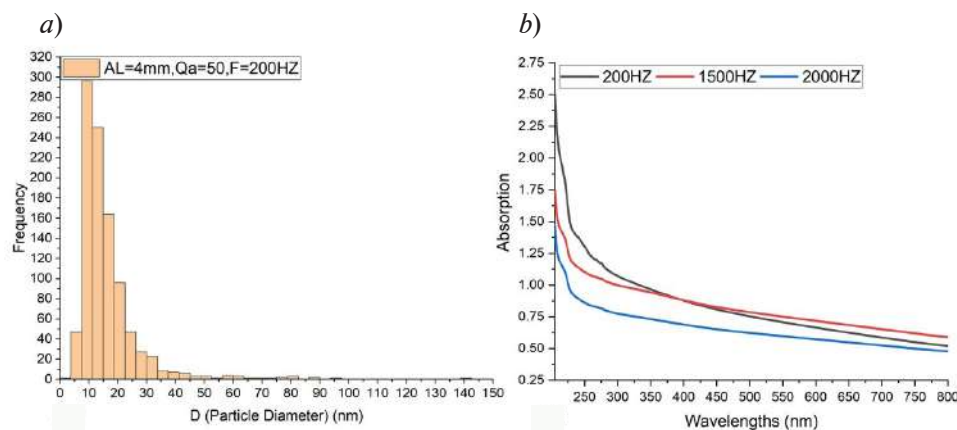 a)
b)
AL=4mm,Qa=50,F=200HZ
320
300
280
260
240
220
200
180
160
140
120
100
80
60
40
20
0
Frequency
0 10 20 30 40 50 60 70 80 90 100 110 120 130 140 150
D (Particle Diameter) (nm)
200HZ 1500HZ 2000HZ
2.75
2.50
2.25
2.00
1.75
1.50
1.25
1.00
0.75
0.50
0.25
Absorption
250 300 350 400 450 500 550 600 650 700 750 800
Wavelengths (nm)